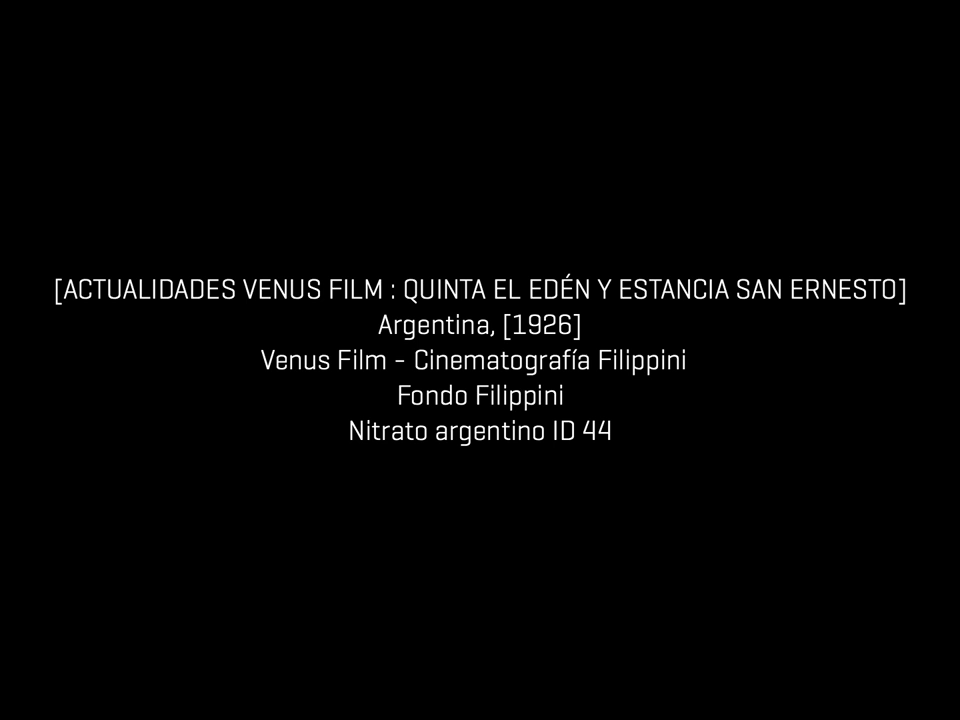 [ACTUALIDADES VENUS FILM : QUINTA EL EDÉN Y ESTANCIA SAN ERNESTO]
Argentina, [1926]
Venus Film - Cinematografía Filippini
Fondo Filippini
Nitrato argentino ID 44